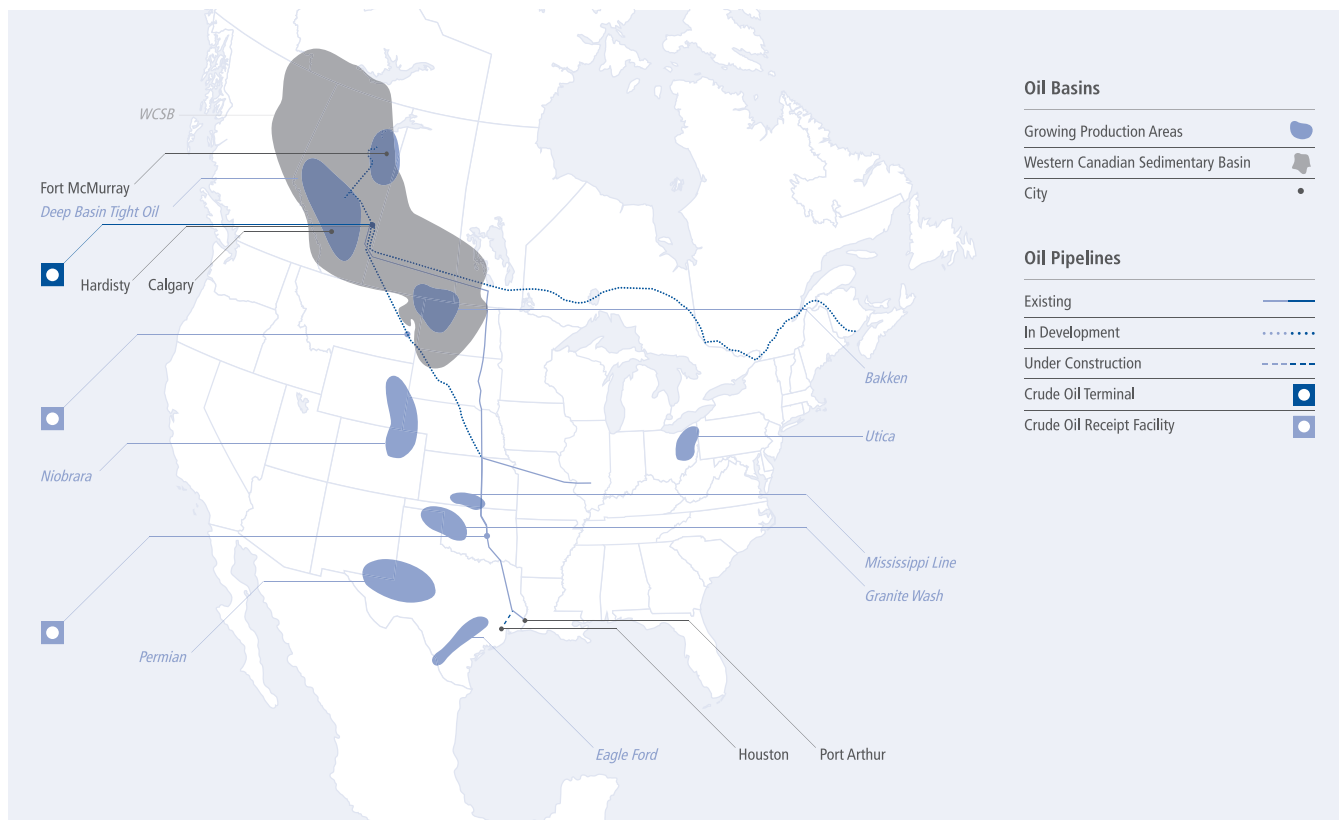 WCSB
Fort McMurray
Deep Basin Tight Oil
Hardisty
Calgary
Niobrara
Permian
Bakken
Utica
Mississippi Line
Granite Wash
Eagle Ford
Houston
Port Arthur
Oil Basins
Growing Production Areas
Western Canadian Sedimentary Basin
City
Oil Pipelines
Existing
In Development
Under Construction
Crude Oil Terminal
Crude Oil Receipt Facility